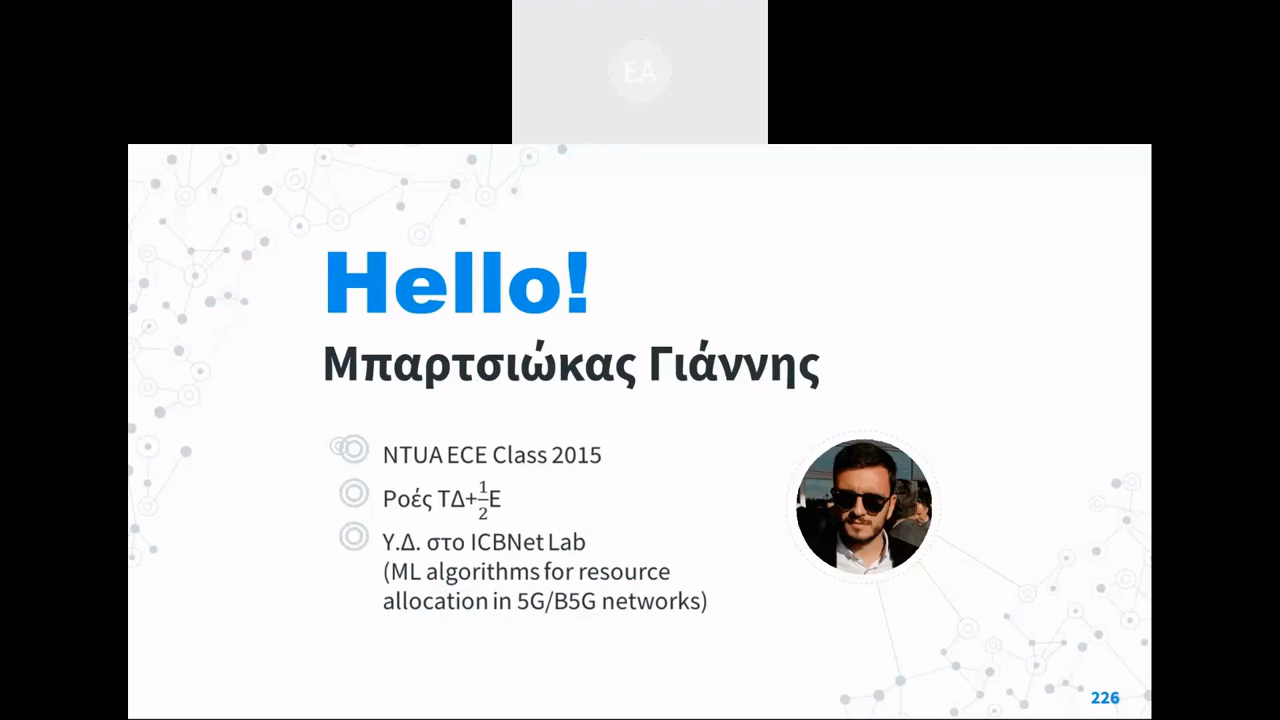 EA
Hello!
Μπαρτσιώκας Γιάννης
NTUA ECE Class 2015
Ροές ΤΔ+1/2Ε
Υ.Δ. στο ICBNet Lab
(ML algorithms for resource
allocation in 5G/B5G networks)
226